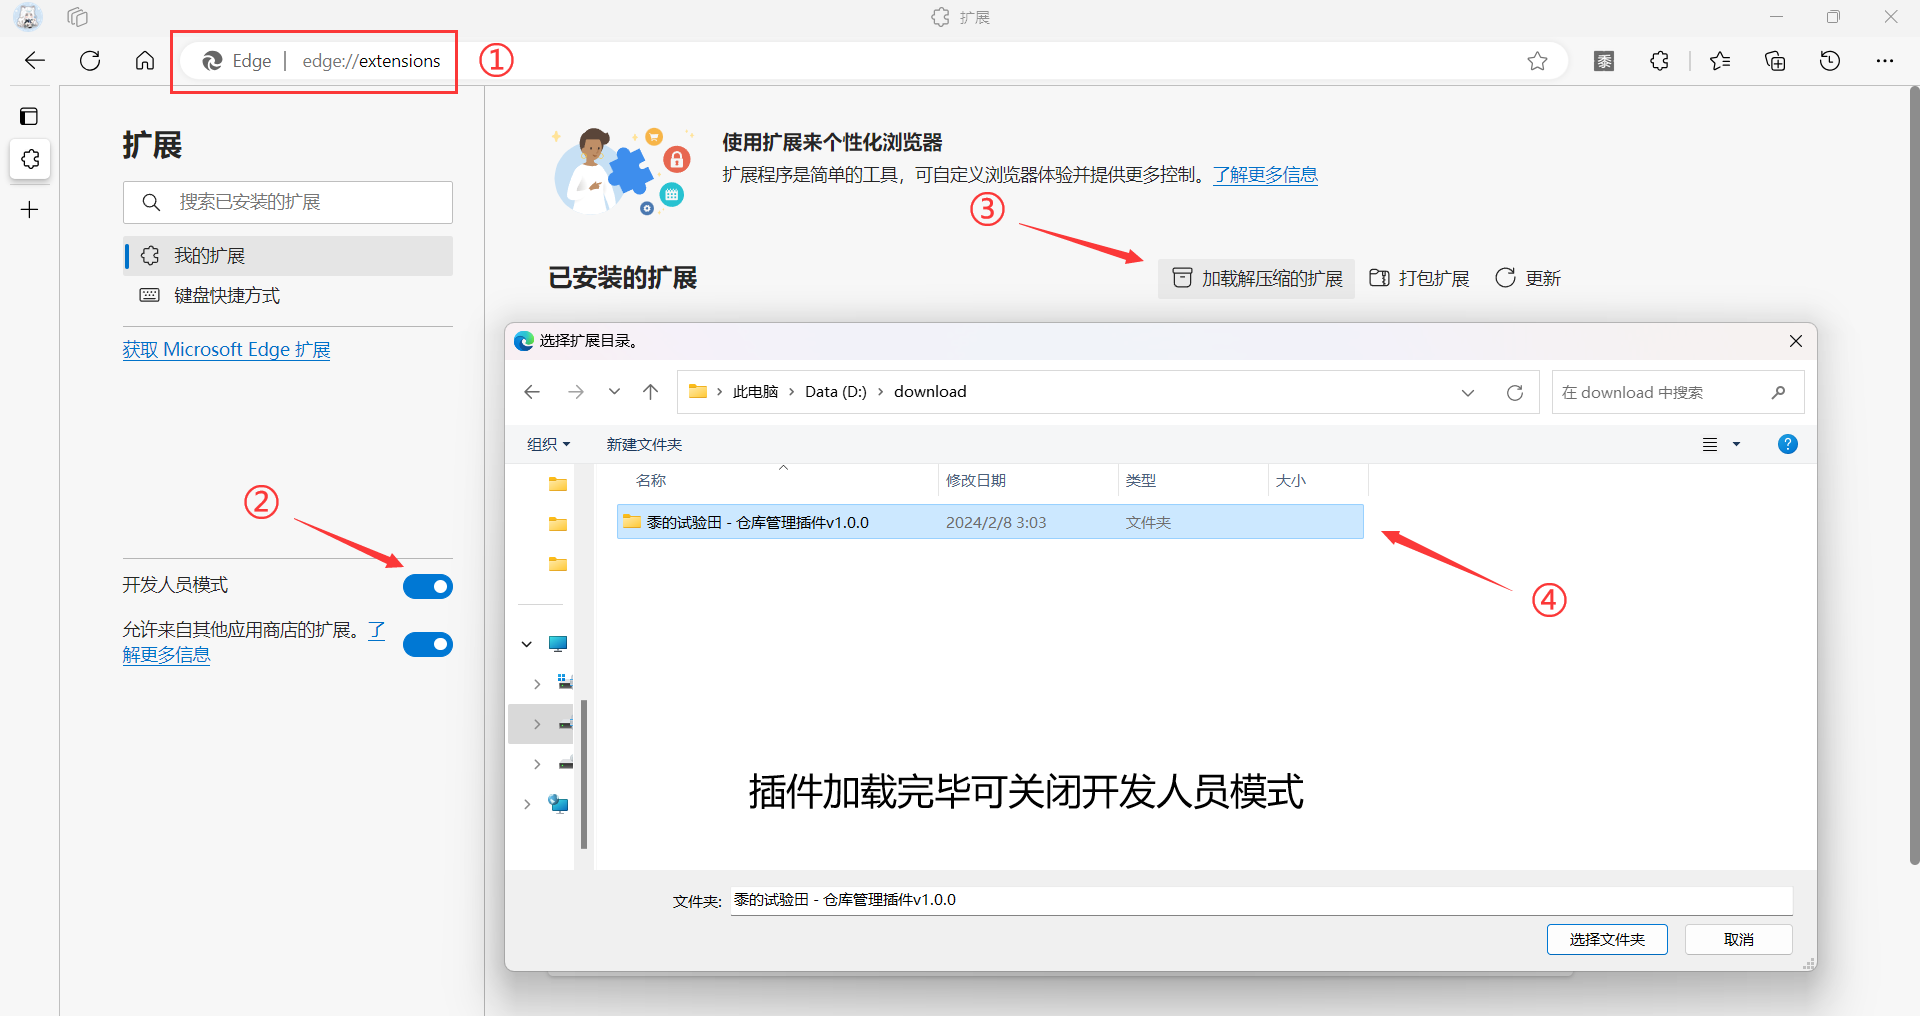 扩展
Edge | edge://extensions
①
黍
扩展
搜索已安装的扩展
我的扩展
键盘快捷方式
获取 Microsoft Edge 扩展
②
开发人员模式
允许来自其他应用商店的扩展。了
解更多信息
使用扩展来个性化浏览器
扩展程序是简单的工具，可自定义浏览器体验并提供更多控制。了解更多信息
③
已安装的扩展
加载解压缩的扩展
打包扩展
更新
选择扩展目录。
此电脑 › Data (D:) › download
在 download 中搜索
组织
新建文件夹
?
名称 修改日期 类型 大小
黍的试验田 - 仓库管理插件v1.0.0 2024/2/8 3:03 文件夹
④
插件加载完毕可关闭开发人员模式
文件夹: 黍的试验田 - 仓库管理插件v1.0.0
选择文件夹 取消